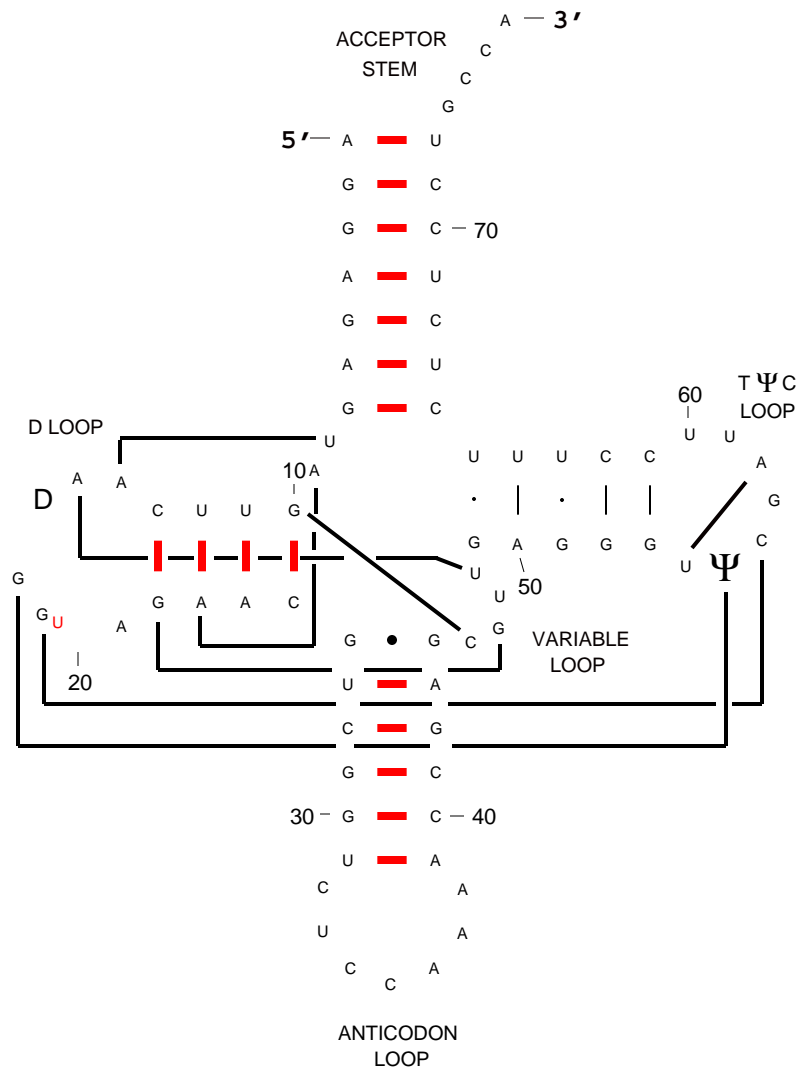 A — 3′
ACCEPTOR
STEM
C
C
G
5′ — A U
G C
G C — 70
A U
G C
A U
G C
60
T Ψ C
LOOP
D LOOP
U
U U
10 A
U U U C C
A
D A A
C U U G
G
G A G G G
C
U
U Ψ
50
G
G U
A
G A A C
U
G
20
G • G C
VARIABLE
LOOP
U A
C G
G C
30 — G C — 40
U A
C A
U A
C A
C
ANTICODON
LOOP